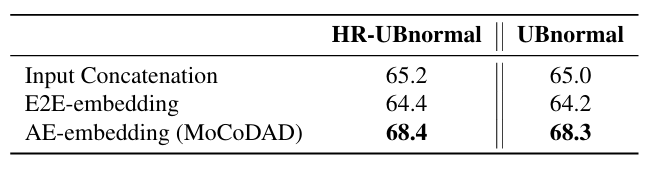 HR-UBnormal UBnormal
Input Concatenation 65.2 65.0
E2E-embedding 64.4 64.2
AE-embedding (MoCoDAD) 68.4 68.3